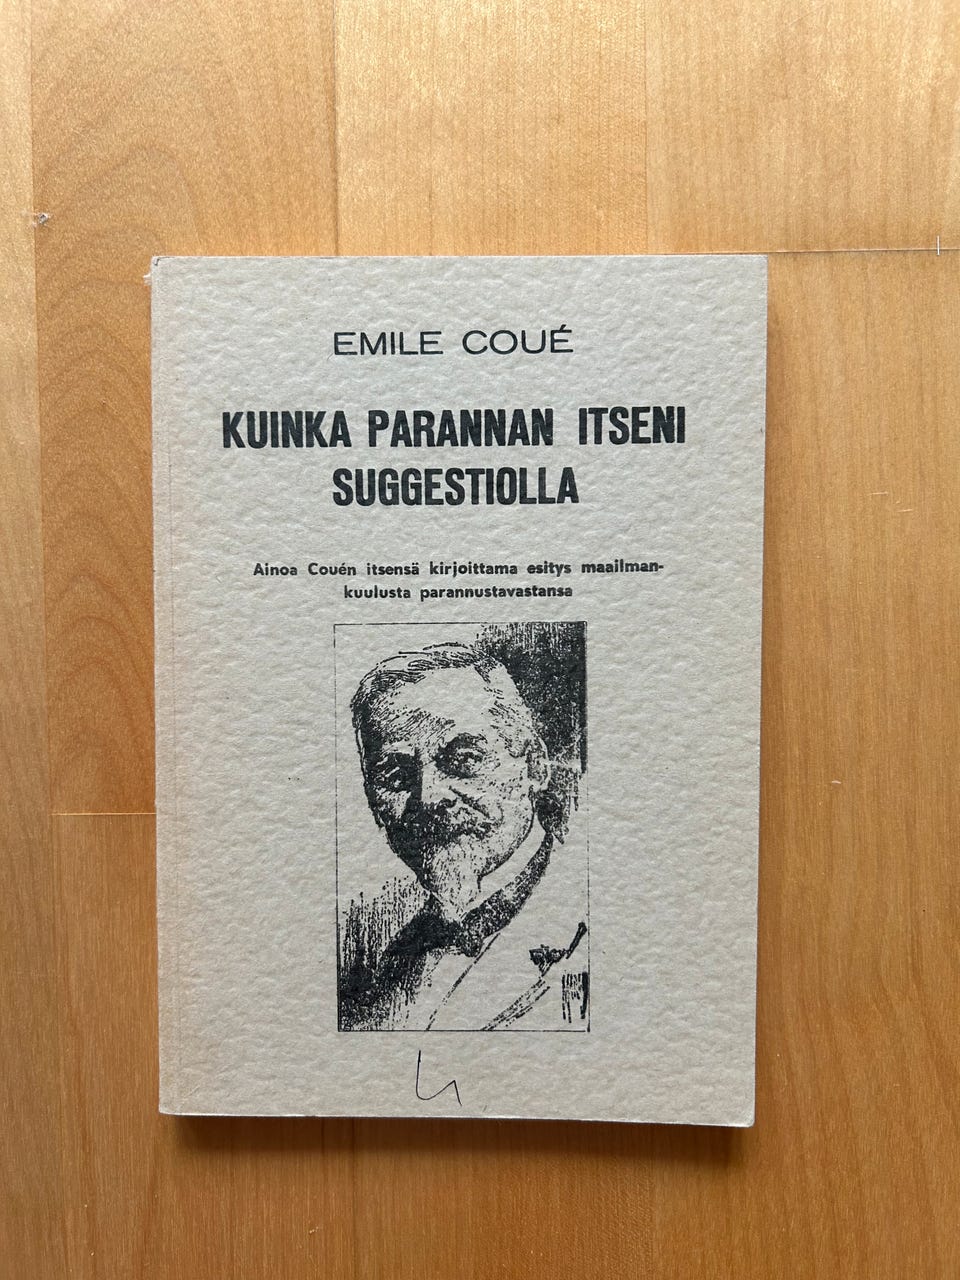 EMILE COUÉ
KUINKA PARANNAN ITSENI
SUGGESTIOLLA
Ainoa Couén itsensä kirjoittama esitys maailman-
kuulusta parannustavastansa